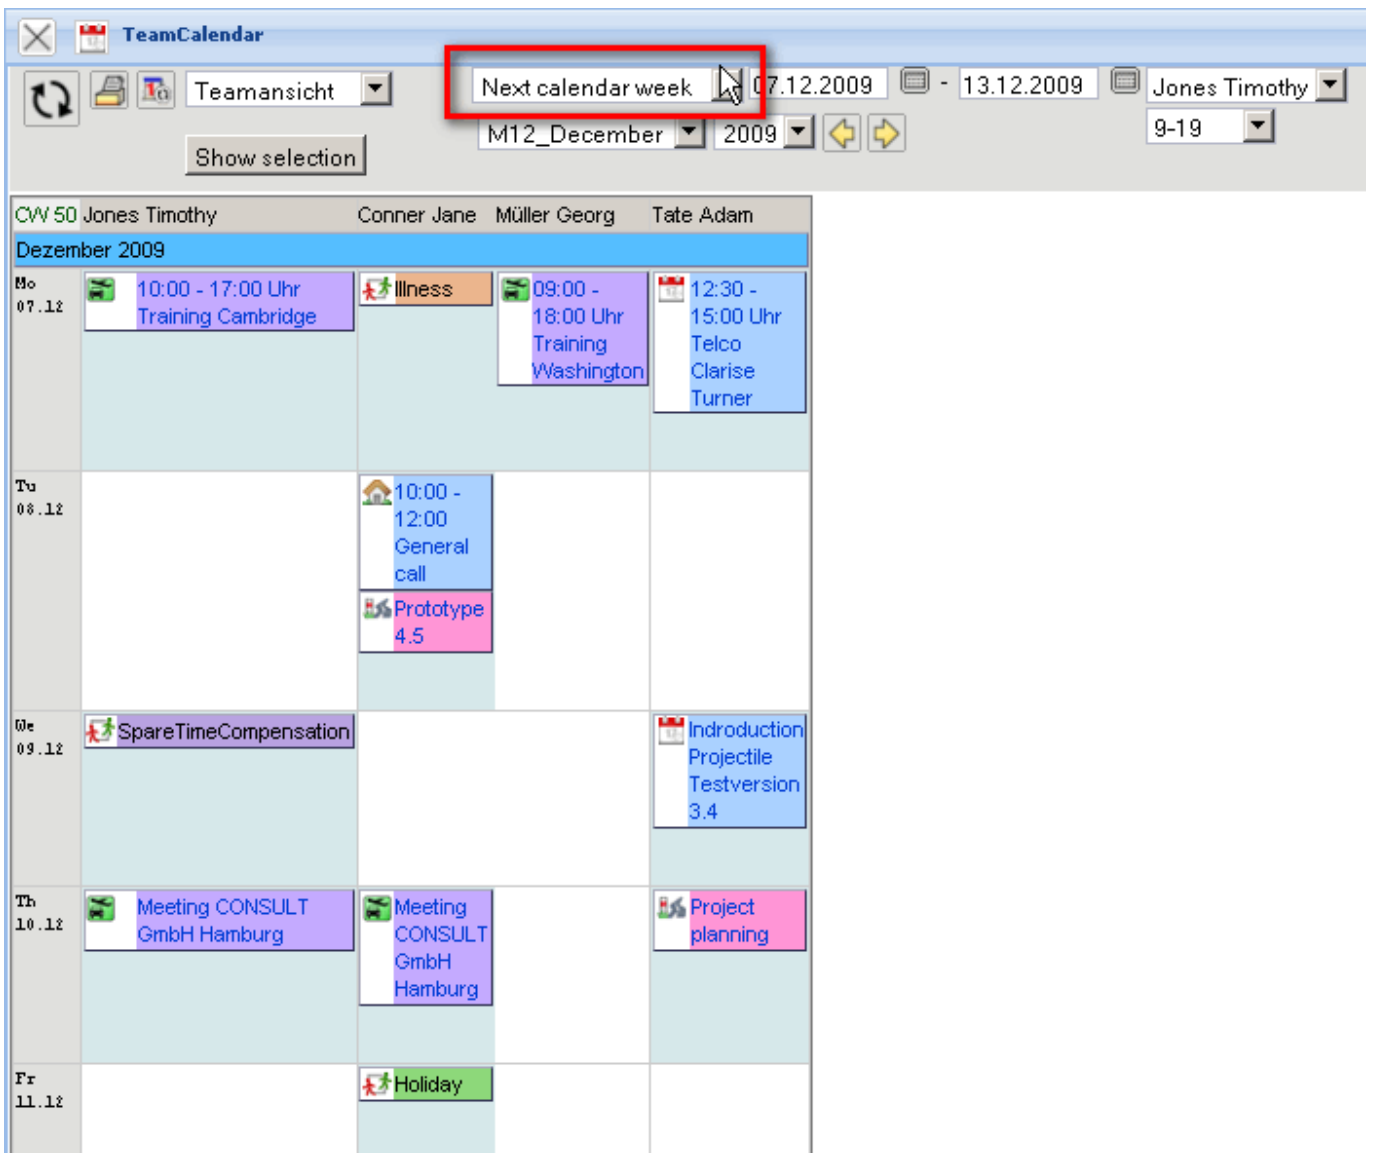 TeamCalendar
Teamansicht
Next calendar week
07.12.2009
-
13.12.2009
Jones Timothy
M12_December
2009
9-19
Show selection
CW 50
Jones Timothy
Conner Jane
Müller Georg
Tate Adam
Dezember 2009
Mo
07.12
10:00 - 17:00 Uhr
Training Cambridge
Illness
09:00 -
18:00 Uhr
Training
Washington
12:30 -
15:00 Uhr
Telco
Clarise
Turner
Tu
08.12
10:00 -
12:00
General
call
Prototype
4.5
We
09.12
SpareTimeCompensation
Indroduction
Projectile
Testversion
3.4
Th
10.12
Meeting CONSULT
GmbH Hamburg
Meeting
CONSULT
GmbH
Hamburg
Project
planning
Fr
11.12
Holiday